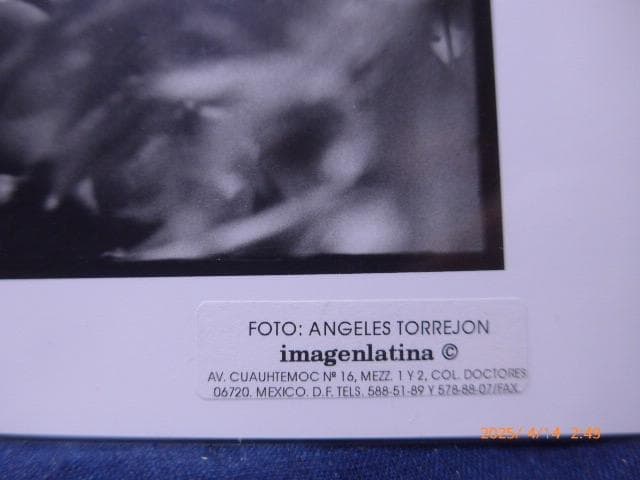 FOTO: ANGELES TORREJON
imagenlatina ©
AV. CUAUHTEMOC Nº 16, MEZZ. 1 Y 2, COL. DOCTORES
06720. MEXICO. D.F. TELS. 588-51-89 Y 578-88-07/FAX.
2025/ 4/14 2:49